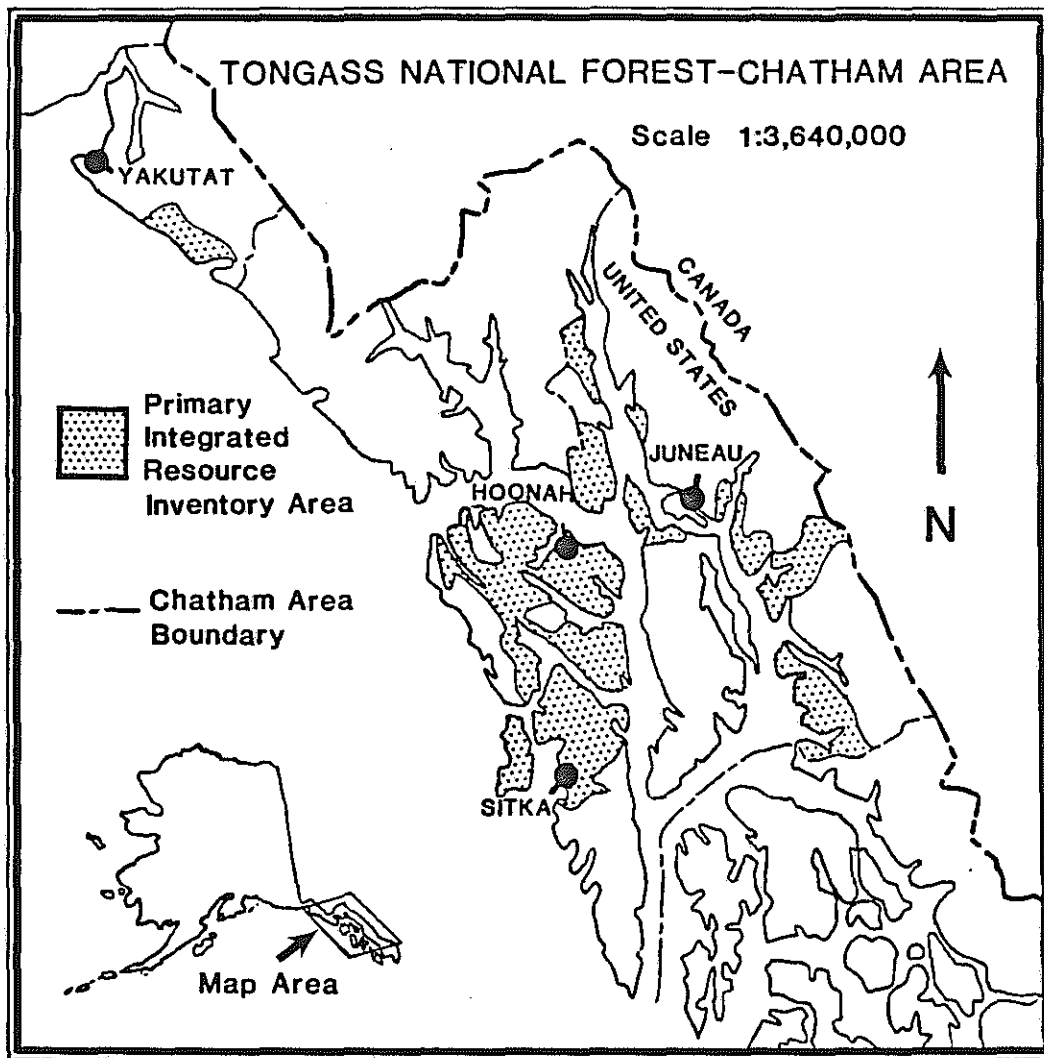 TONGASS NATIONAL FOREST-CHATHAM AREA
Scale 1:3,640,000
YAKUTAT
CANADA
UNITED STATES
Primary
Integrated
Resource
Inventory Area
JUNEAU
HOONAH
N
Chatham Area
Boundary
SITKA
Map Area